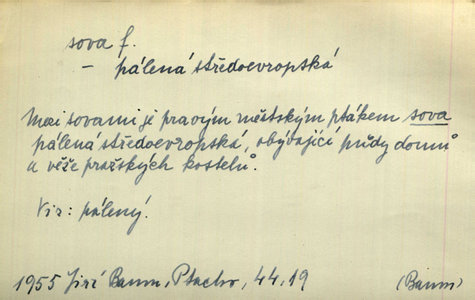 sova f.
– pálená středoevropská
Mezi sovami je pravým městským ptákem sova
pálená středoevropská, obývající půdy domů
a věže pražských kostelů.
Viz: pálený.
1955 Jiří Baum, 44, 19
(Baum)